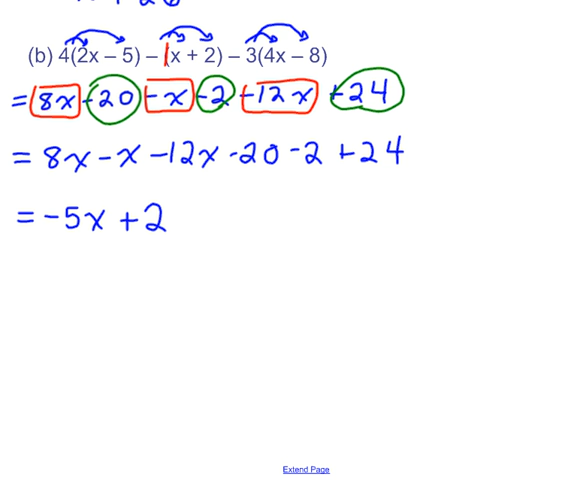 (b) 4(2x – 5) – 1(x + 2) – 3(4x – 8)
= 8x -20 -x -2 -12x +24
= 8x - x -12x -20 -2 +24
= -5x +2
Extend Page